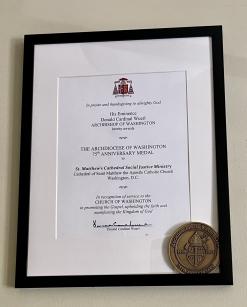 In praise and thanksgiving to almighty God
His Eminence
Donald Cardinal Wuerl
ARCHBISHOP OF WASHINGTON
hereby awards
THE ARCHDIOCESE OF WASHINGTON
75th ANNIVERSARY MEDAL
to
St. Matthew's Cathedral Social Justice Ministry
Cathedral of Saint Matthew the Apostle Catholic Church
Washington, D.C.
In recognition of service to the
CHURCH OF WASHINGTON
in promoting the Gospel, upholding the faith and
manifesting the Kingdom of God
Donald Cardinal Wuerl